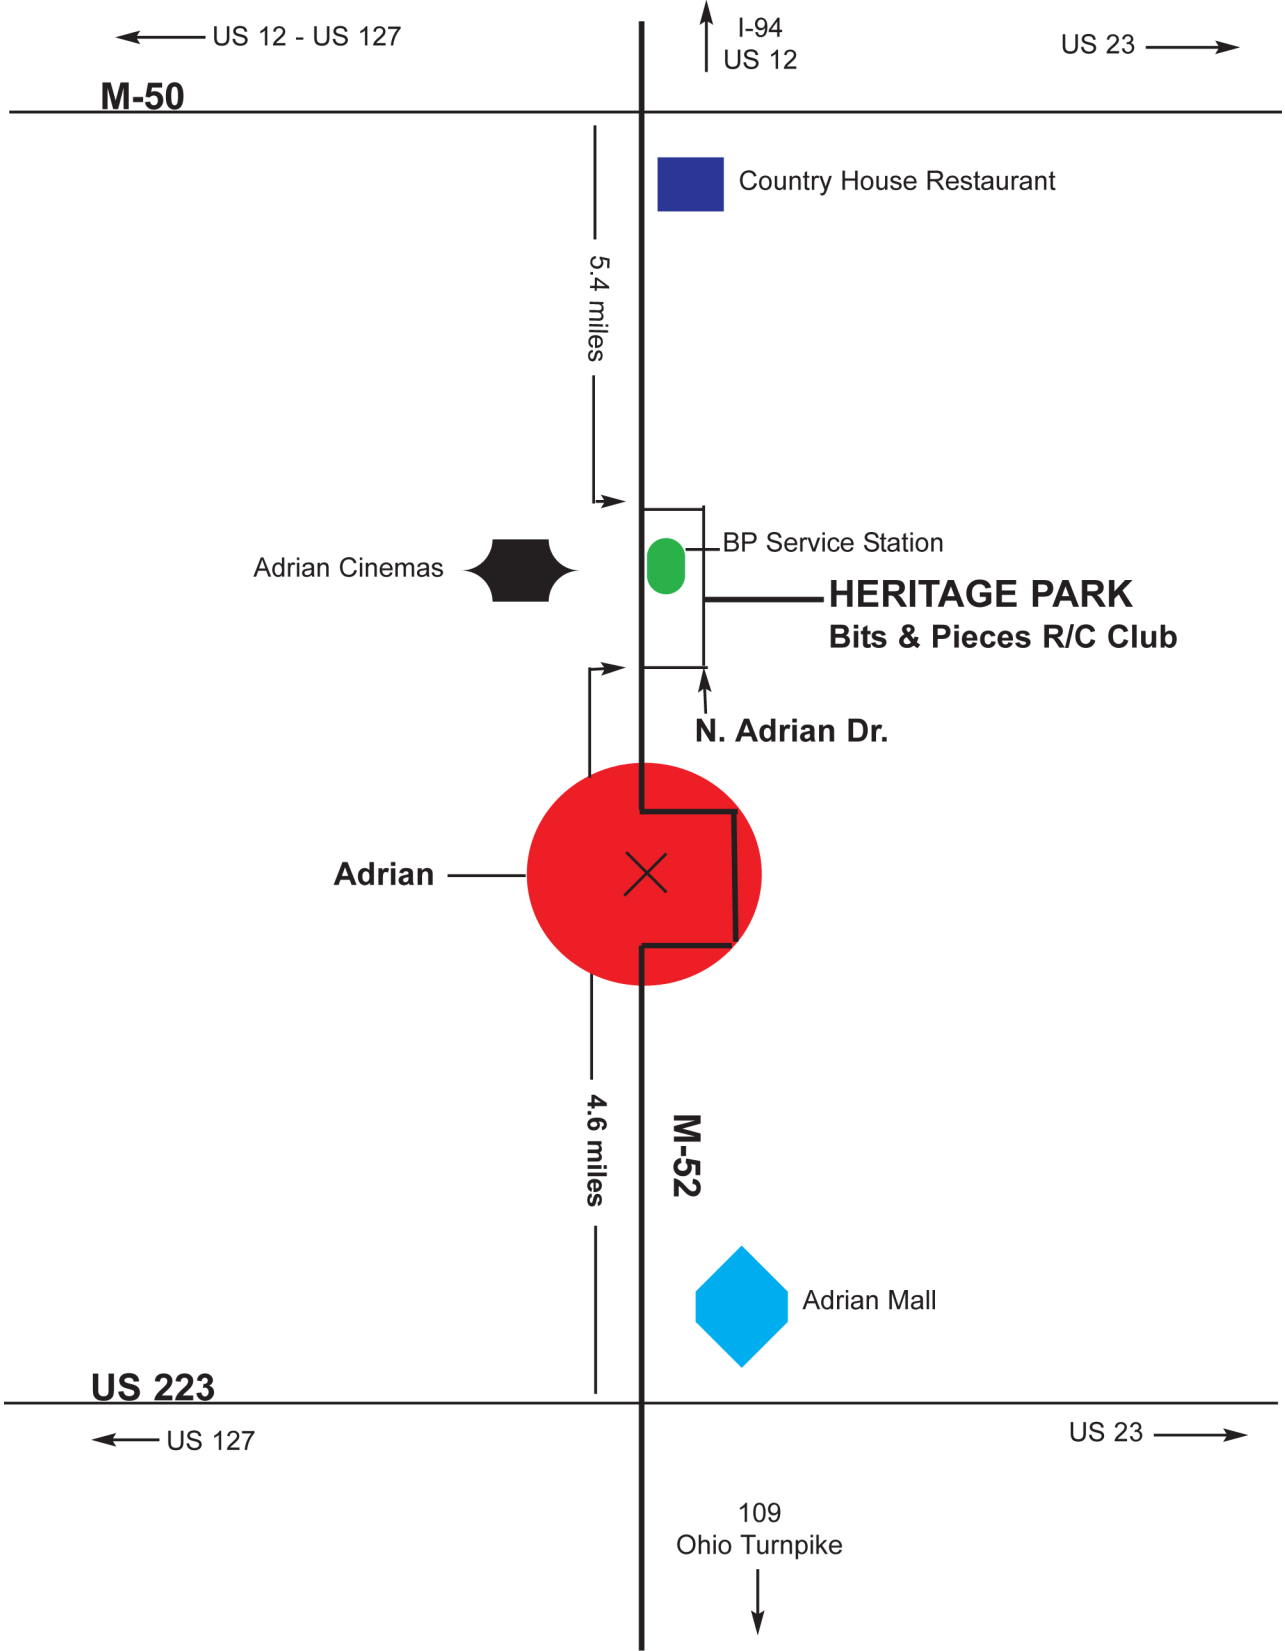 US 12 - US 127
I-94
US 12
US 23
M-50
Country House Restaurant
5.4 miles
BP Service Station
Adrian Cinemas
HERITAGE PARK
Bits & Pieces R/C Club
N. Adrian Dr.
Adrian
4.6 miles
M-52
Adrian Mall
US 223
US 127
US 23
109
Ohio Turnpike